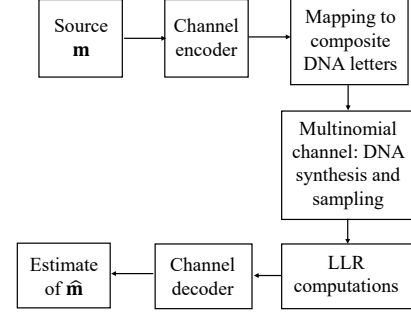 Source
m
Channel
encoder
Mapping to
composite
DNA letters
Multinomial
channel: DNA
synthesis and
sampling
LLR
computations
Channel
decoder
Estimate
of m̂